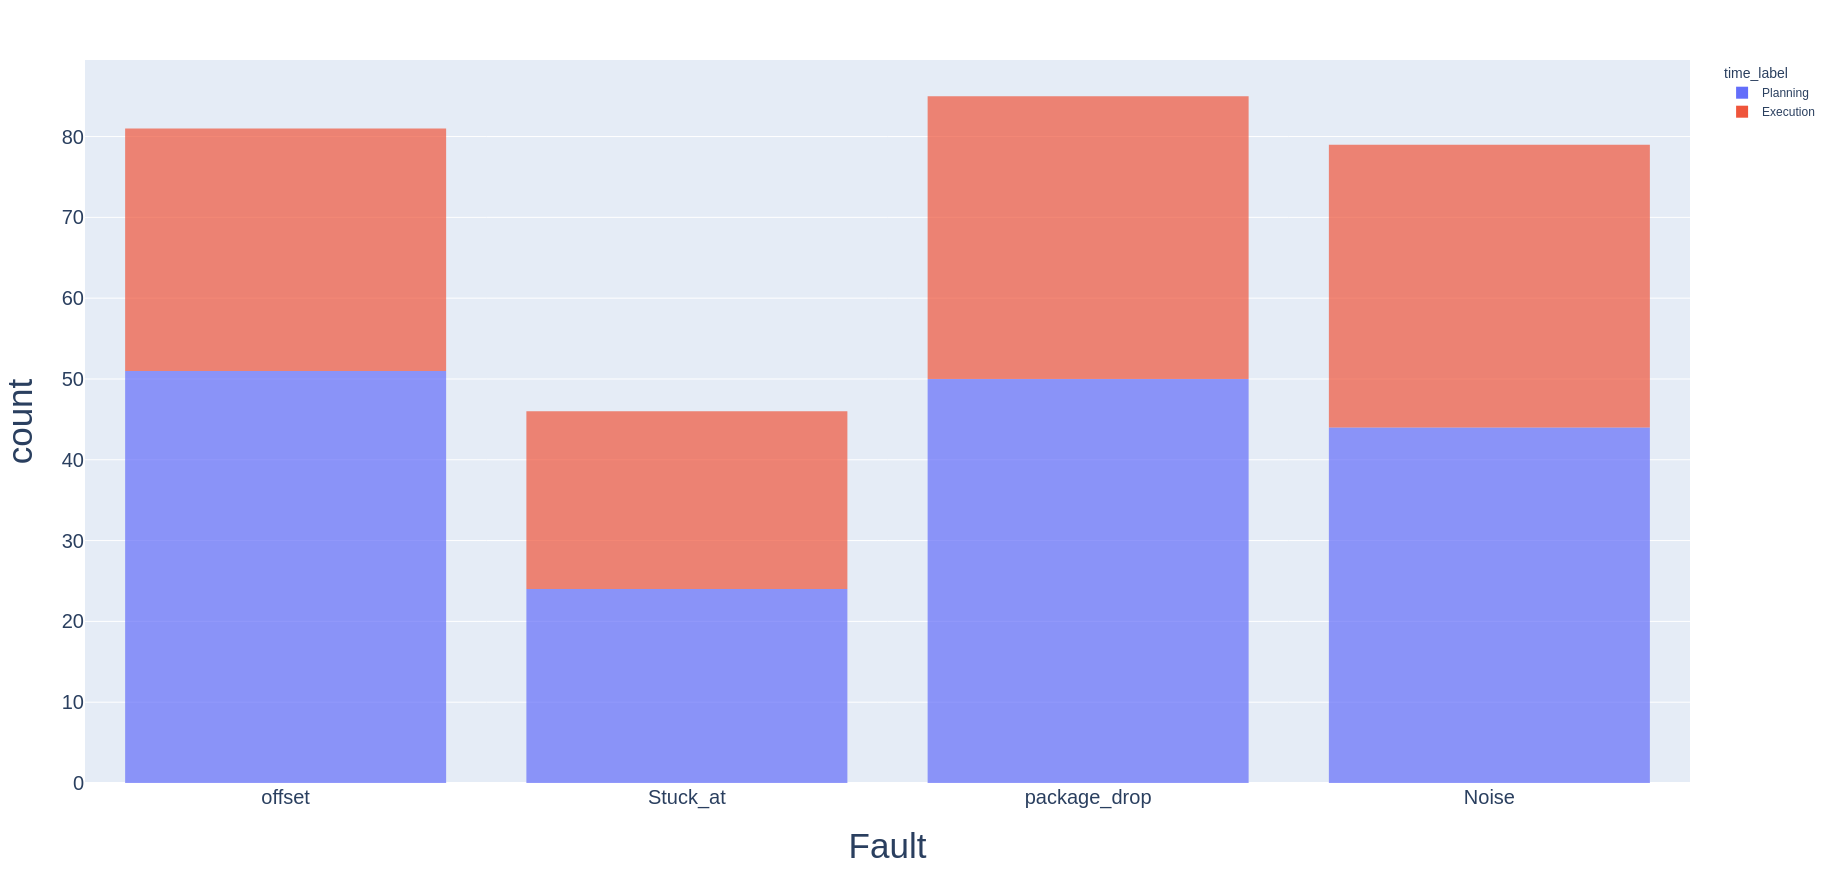 time_label
Planning
Execution
count
80
70
60
50
40
30
20
10
0
offset Stuck_at package_drop Noise
Fault